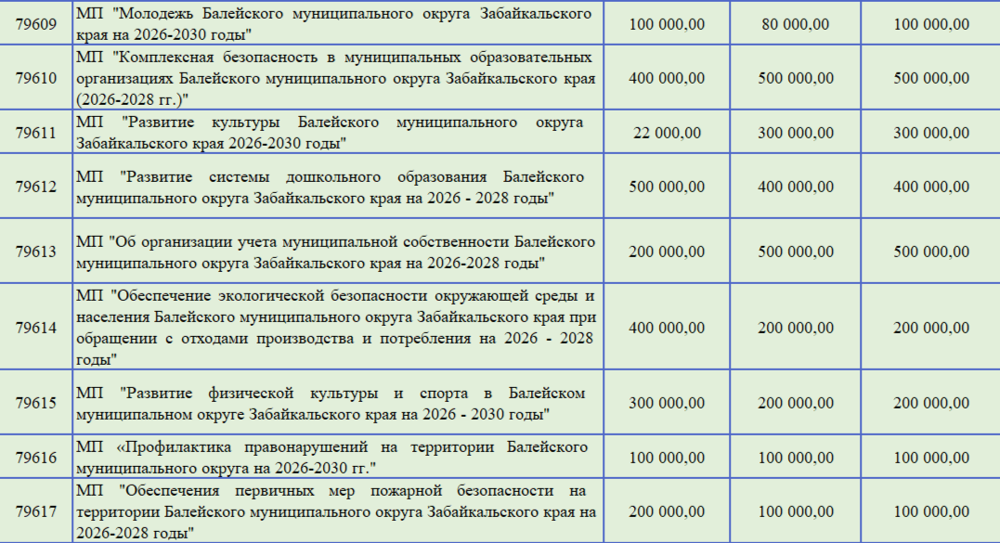 79609 МП "Молодежь Балейского муниципального округа Забайкальского 100 000,00 80 000,00 100 000,00
края на 2026-2030 годы"
МП "Комплексная безопасность в муниципальных образовательных
79610 организациях Балейского муниципального округа Забайкальского края 400 000,00 500 000,00 500 000,00
(2026-2028 гг.)"
79611 МП "Развитие культуры Балейского муниципального округа 22 000,00 300 000,00 300 000,00
Забайкальского края 2026-2030 годы"
79612 МП "Развитие системы дошкольного образования Балейского 500 000,00 400 000,00 400 000,00
муниципального округа Забайкальского края на 2026 - 2028 годы"
79613 МП "Об организации учета муниципальной собственности Балейского 200 000,00 500 000,00 500 000,00
муниципального округа Забайкальского края на 2026-2028 годы"
МП "Обеспечение экологической безопасности окружающей среды и
79614 населения Балейского муниципального округа Забайкальского края при 400 000,00 200 000,00 200 000,00
обращении с отходами производства и потребления на 2026 - 2028
годы"
79615 МП "Развитие физической культуры и спорта в Балейском 300 000,00 200 000,00 200 000,00
муниципальном округе Забайкальского края на 2026 - 2030 годы"
79616 МП «Профилактика правонарушений на территории Балейского 100 000,00 100 000,00 100 000,00
муниципального округа на 2026-2030 гг."
МП "Обеспечения первичных мер пожарной безопасности на
79617 территории Балейского муниципального округа Забайкальского края на 200 000,00 100 000,00 100 000,00
2026-2028 годы"